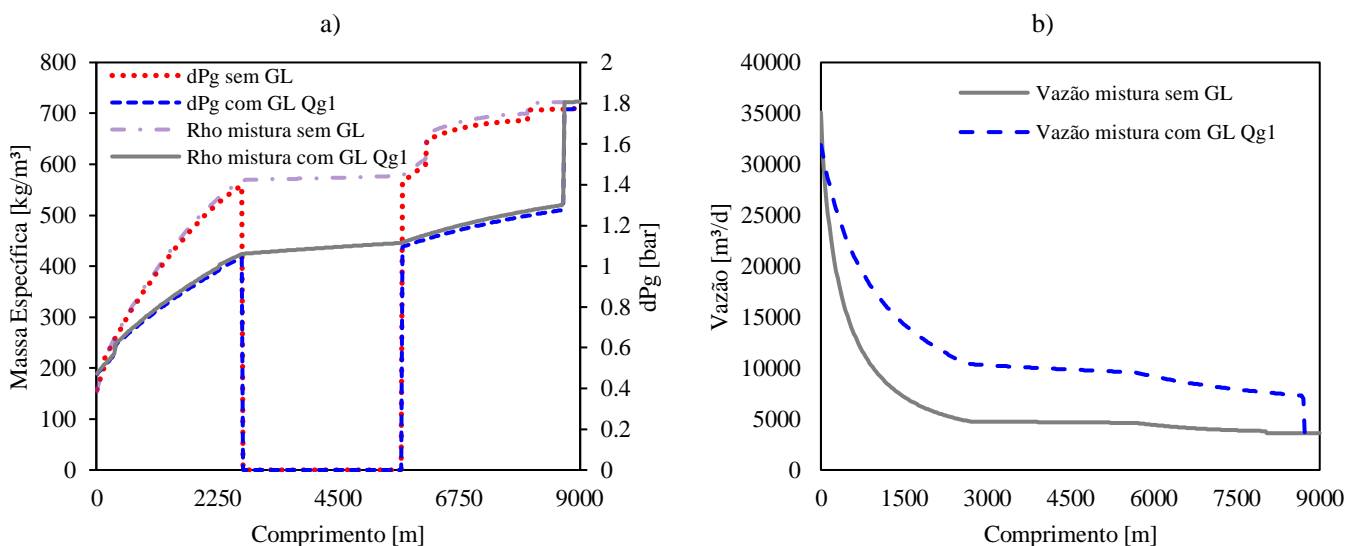 a)
800
700
600
500
400
300
200
100
0
Massa Específica [kg/m³]
dPg sem GL
dPg com GL Qg1
Rho mistura sem GL
Rho mistura com GL Qg1
2
1.8
1.6
1.4
1.2
1
0.8
0.6
0.4
0.2
0
dPg [bar]
0 2250 4500 6750 9000
Comprimento [m]
b)
40000
35000
30000
25000
20000
15000
10000
5000
0
Vazão [m³/d]
Vazão mistura sem GL
Vazão mistura com GL Qg1
0 1500 3000 4500 6000 7500 9000
Comprimento [m]